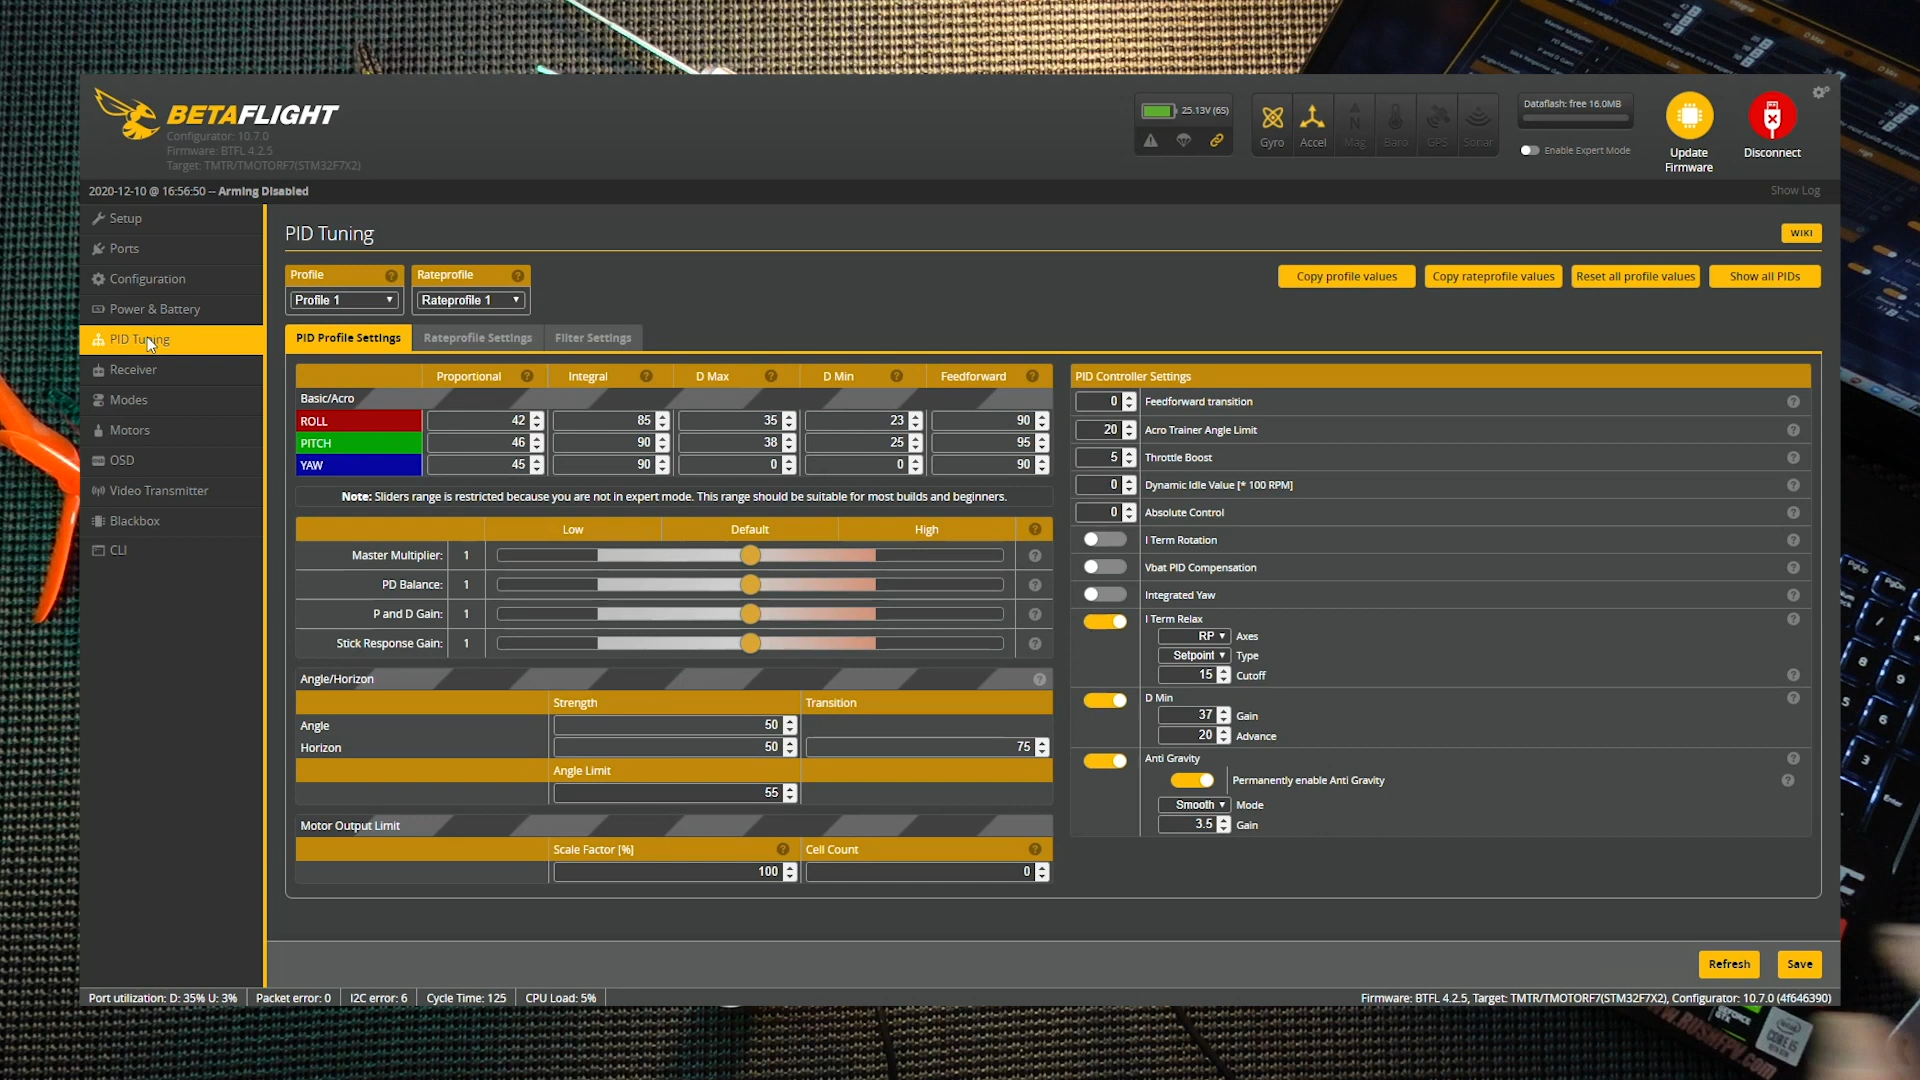 BETAFLIGHT
Configurator: 10.7.0
Firmware: BTFL 4.2.5
Target: TMTR/TMOTORF7(STM32F7X2)
25.13V (6S)
Gyro Accel Mag Baro GPS Sonar
Dataflash: free 16.0MB
Enable Expert Mode
Update Firmware
Disconnect
2020-12-10 @ 16:56:50 -- Arming Disabled
Show Log
Setup
Ports
Configuration
Power & Battery
PID Tuning
Receiver
Modes
Motors
OSD
Video Transmitter
Blackbox
CLI
PID Tuning
WIKI
Profile
Profile 1
Rateprofile
Rateprofile 1
Copy profile values
Copy rateprofile values
Reset all profile values
Show all PIDs
PID Profile Settings
Rateprofile Settings
Filter Settings
Proportional Integral D Max D Min Feedforward
Basic/Acro
ROLL 42 85 35 23 90
PITCH 46 90 38 25 95
YAW 45 90 0 0 90
Note: Sliders range is restricted because you are not in expert mode. This range should be suitable for most builds and beginners.
Low Default High
Master Multiplier: 1
PD Balance: 1
P and D Gain: 1
Stick Response Gain: 1
Angle/Horizon
Strength Transition
Angle 50
Horizon 50 75
Angle Limit
55
Motor Output Limit
Scale Factor [%] Cell Count
100 0
PID Controller Settings
0 Feedforward transition
20 Acro Trainer Angle Limit
5 Throttle Boost
0 Dynamic Idle Value [* 100 RPM]
0 Absolute Control
I Term Rotation
Vbat PID Compensation
Integrated Yaw
I Term Relax
RP Axes
Setpoint Type
15 Cutoff
D Min
37 Gain
20 Advance
Anti Gravity
Permanently enable Anti Gravity
Smooth Mode
3.5 Gain
Refresh
Save
Port utilization: D: 35% U: 3%
Packet error: 0
I2C error: 6
Cycle Time: 125
CPU Load: 5%
Firmware: BTFL 4.2.5, Target: TMTR/TMOTORF7(STM32F7X2), Configurator: 10.7.0 (4f646390)